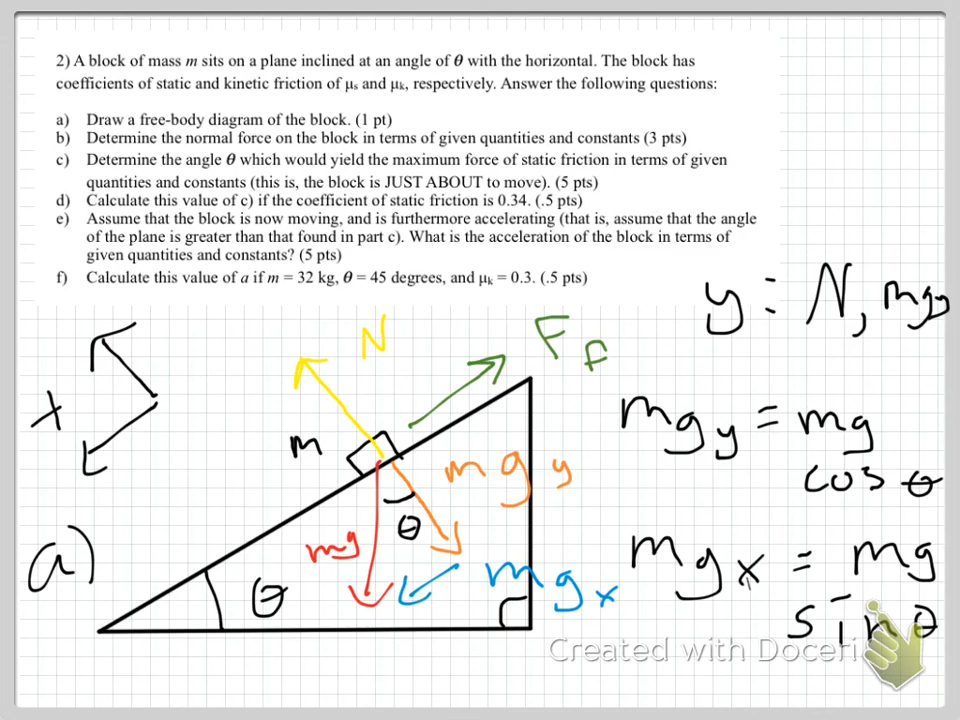 2) A block of mass m sits on a plane inclined at an angle of θ with the horizontal. The block has
coefficients of static and kinetic friction of μs and μk, respectively. Answer the following questions:
a) Draw a free-body diagram of the block. (1 pt)
b) Determine the normal force on the block in terms of given quantities and constants (3 pts)
c) Determine the angle θ which would yield the maximum force of static friction in terms of given
quantities and constants (this is, the block is JUST ABOUT to move). (5 pts)
d) Calculate this value of c) if the coefficient of static friction is 0.34. (.5 pts)
e) Assume that the block is now moving, and is furthermore accelerating (that is, assume that the angle
of the plane is greater than that found in part c). What is the acceleration of the block in terms of
given quantities and constants? (5 pts)
f) Calculate this value of a if m = 32 kg, θ = 45 degrees, and μk = 0.3. (.5 pts)
y: N, mgy
N
Ff
+
m
mgy
mgy = mg
cos θ
θ
mg
a)
θ
mgx
mgx = mg
sin θ
Created with Doceri